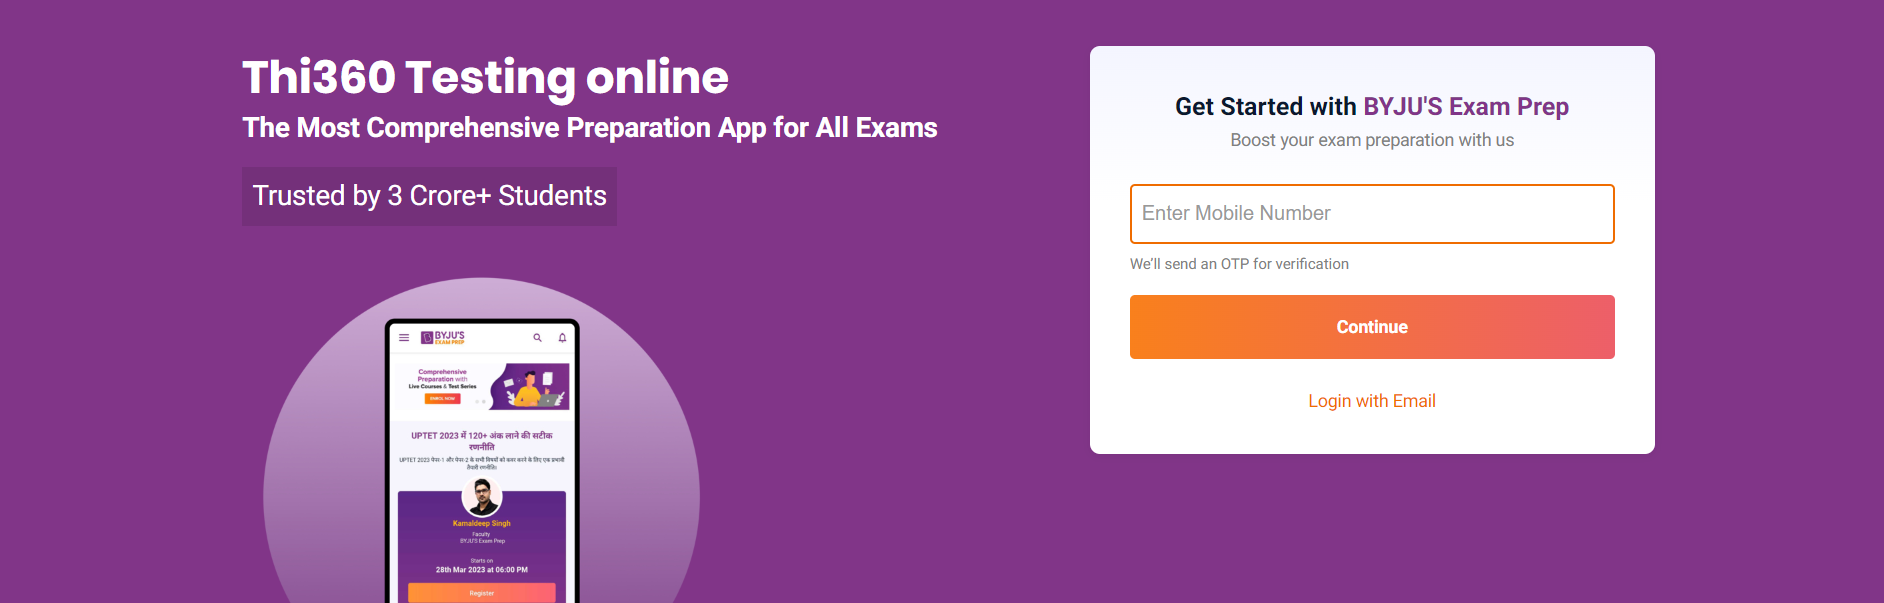 Thi360 Testing online
The Most Comprehensive Preparation App for All Exams
Trusted by 3 Crore+ Students
BYJU'S
EXAM PREP
Comprehensive
Preparation with
Live Courses & Test Series
ENROL NOW
UPTET 2023 में 120+ अंक लाने की सटीक
रणनीति
UPTET 2023 पेपर-1 और पेपर-2 के सभी विषयों को कवर करने के लिए एक प्रभावी
तैयारी रणनीति।
Kamaldeep Singh
Faculty
BYJU'S Exam Prep
Starts on
28th Mar 2023 at 06:00 PM
Register
Get Started with BYJU'S Exam Prep
Boost your exam preparation with us
Enter Mobile Number
We'll send an OTP for verification
Continue
Login with Email